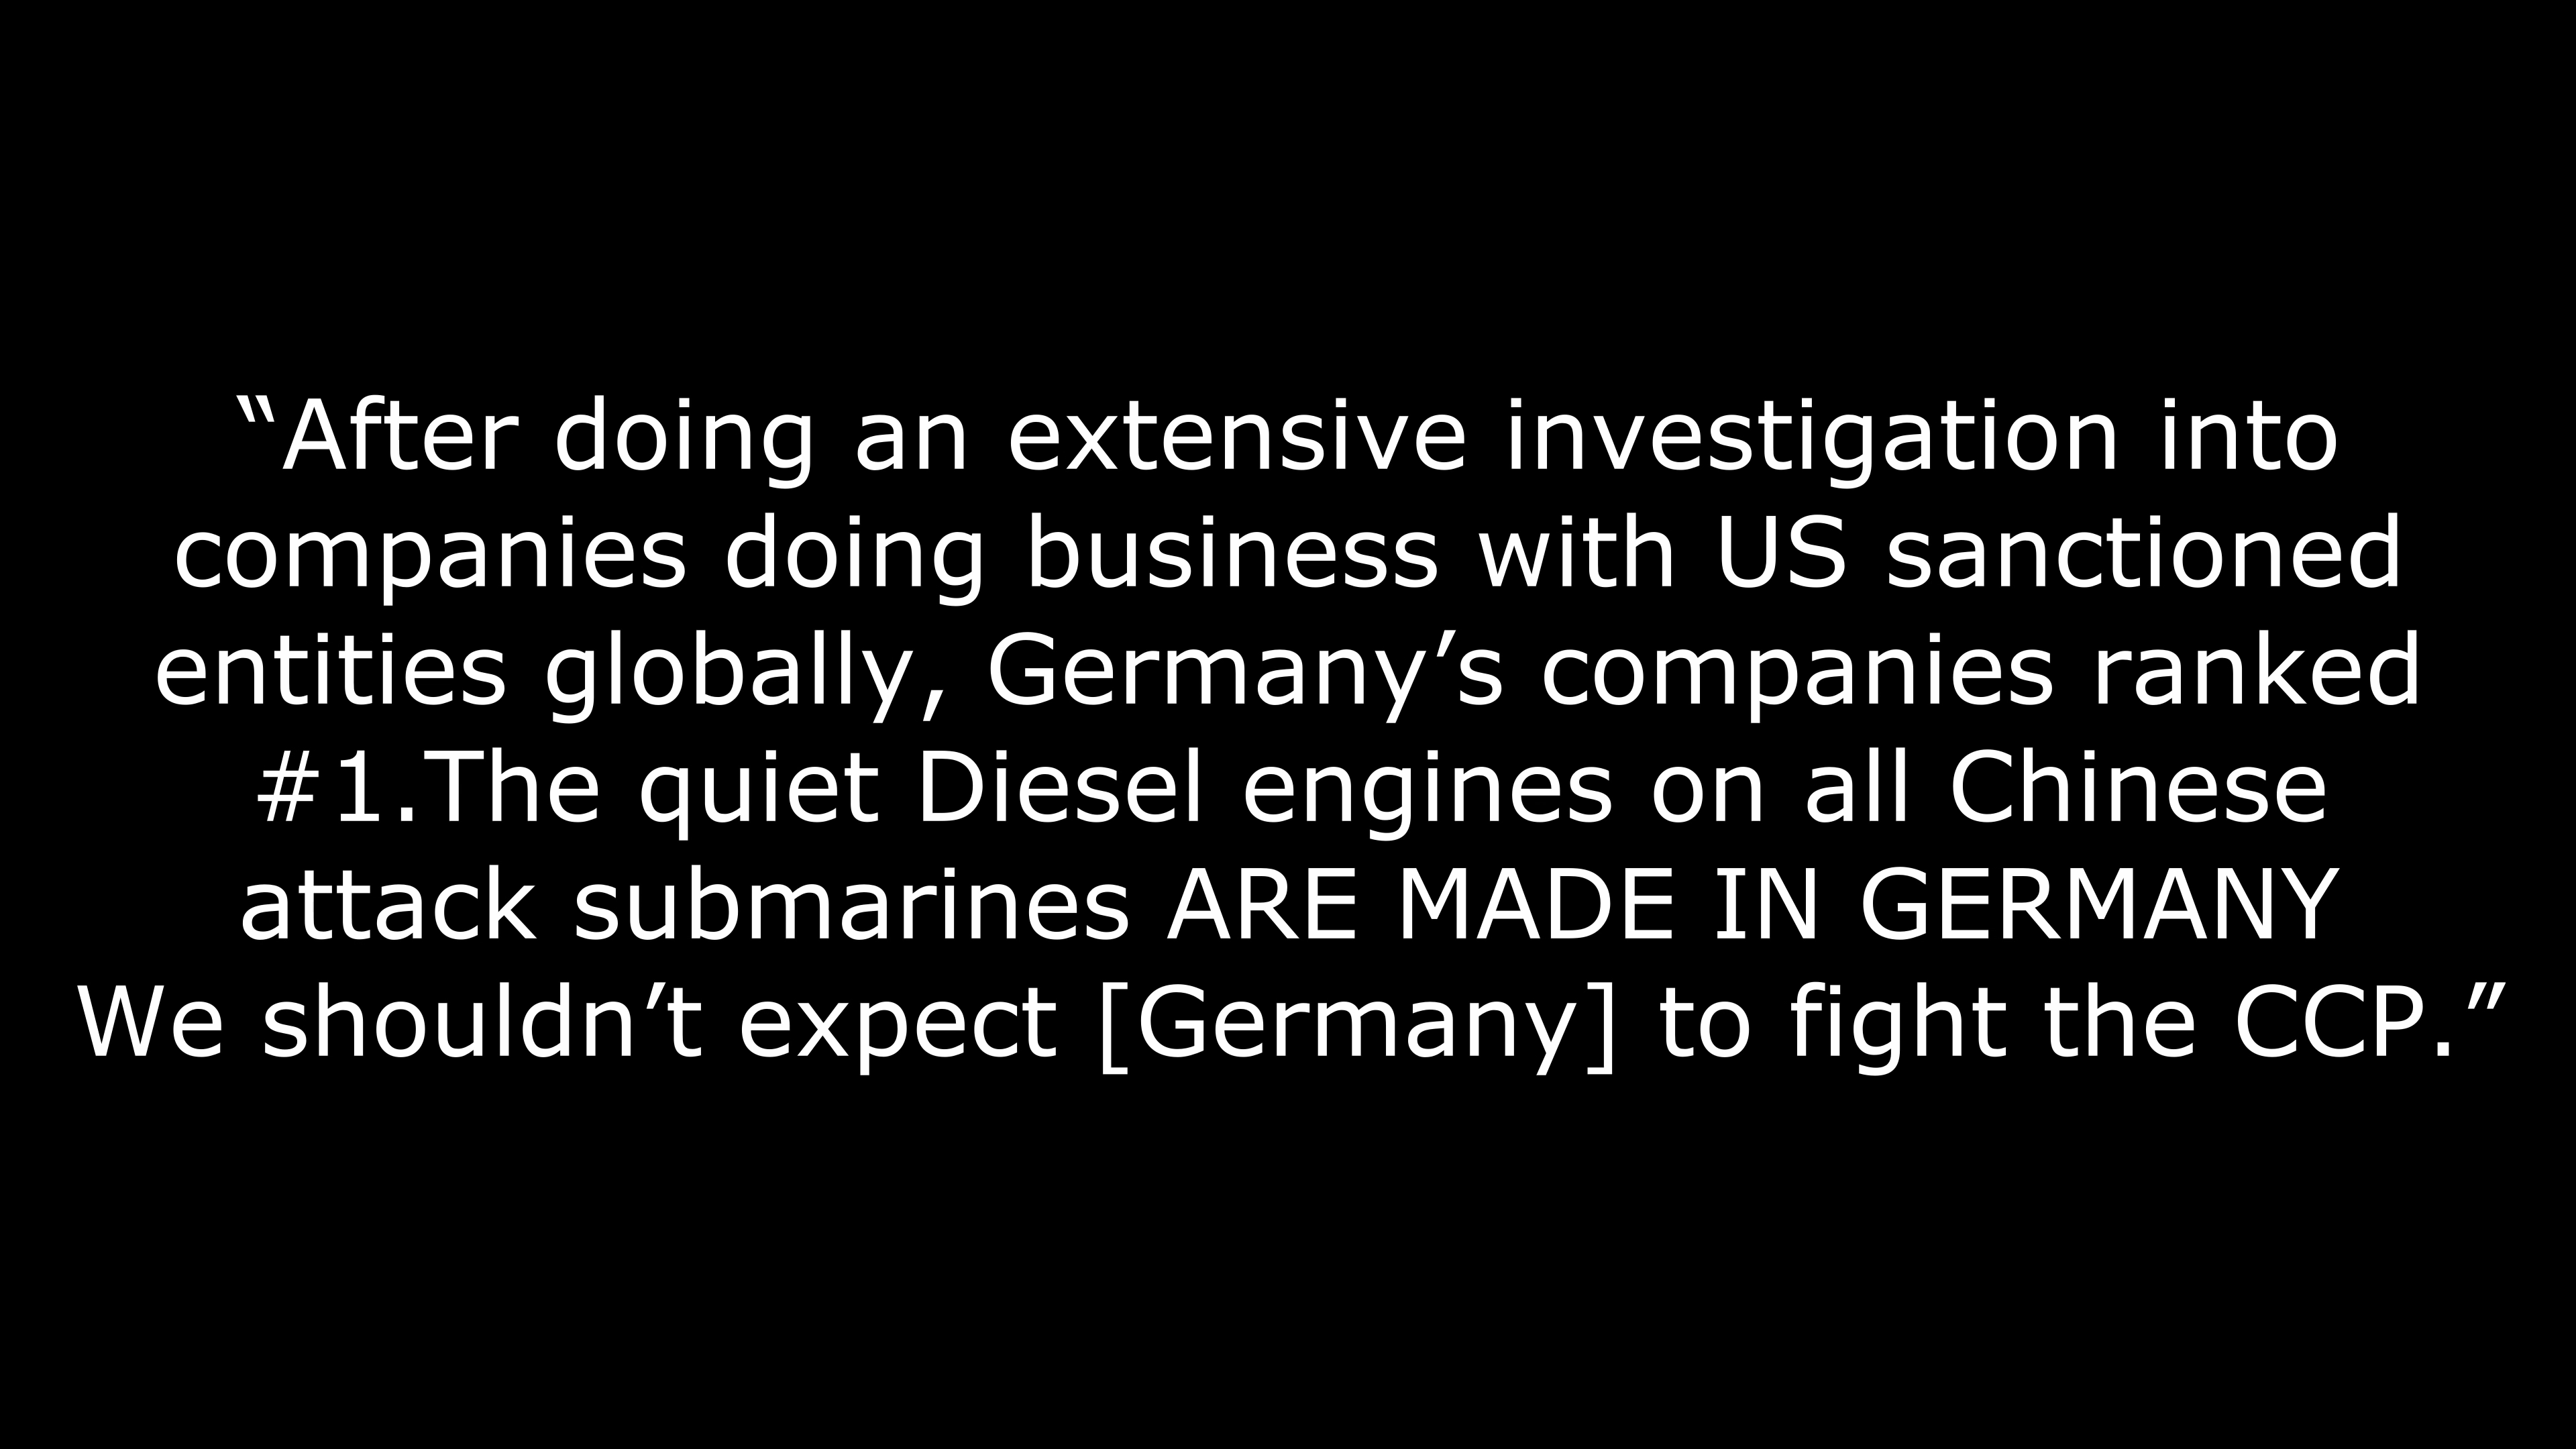 “After doing an extensive investigation into
companies doing business with US sanctioned
entities globally, Germany’s companies ranked
#1.The quiet Diesel engines on all Chinese
attack submarines ARE MADE IN GERMANY
We shouldn’t expect [Germany] to fight the CCP.”